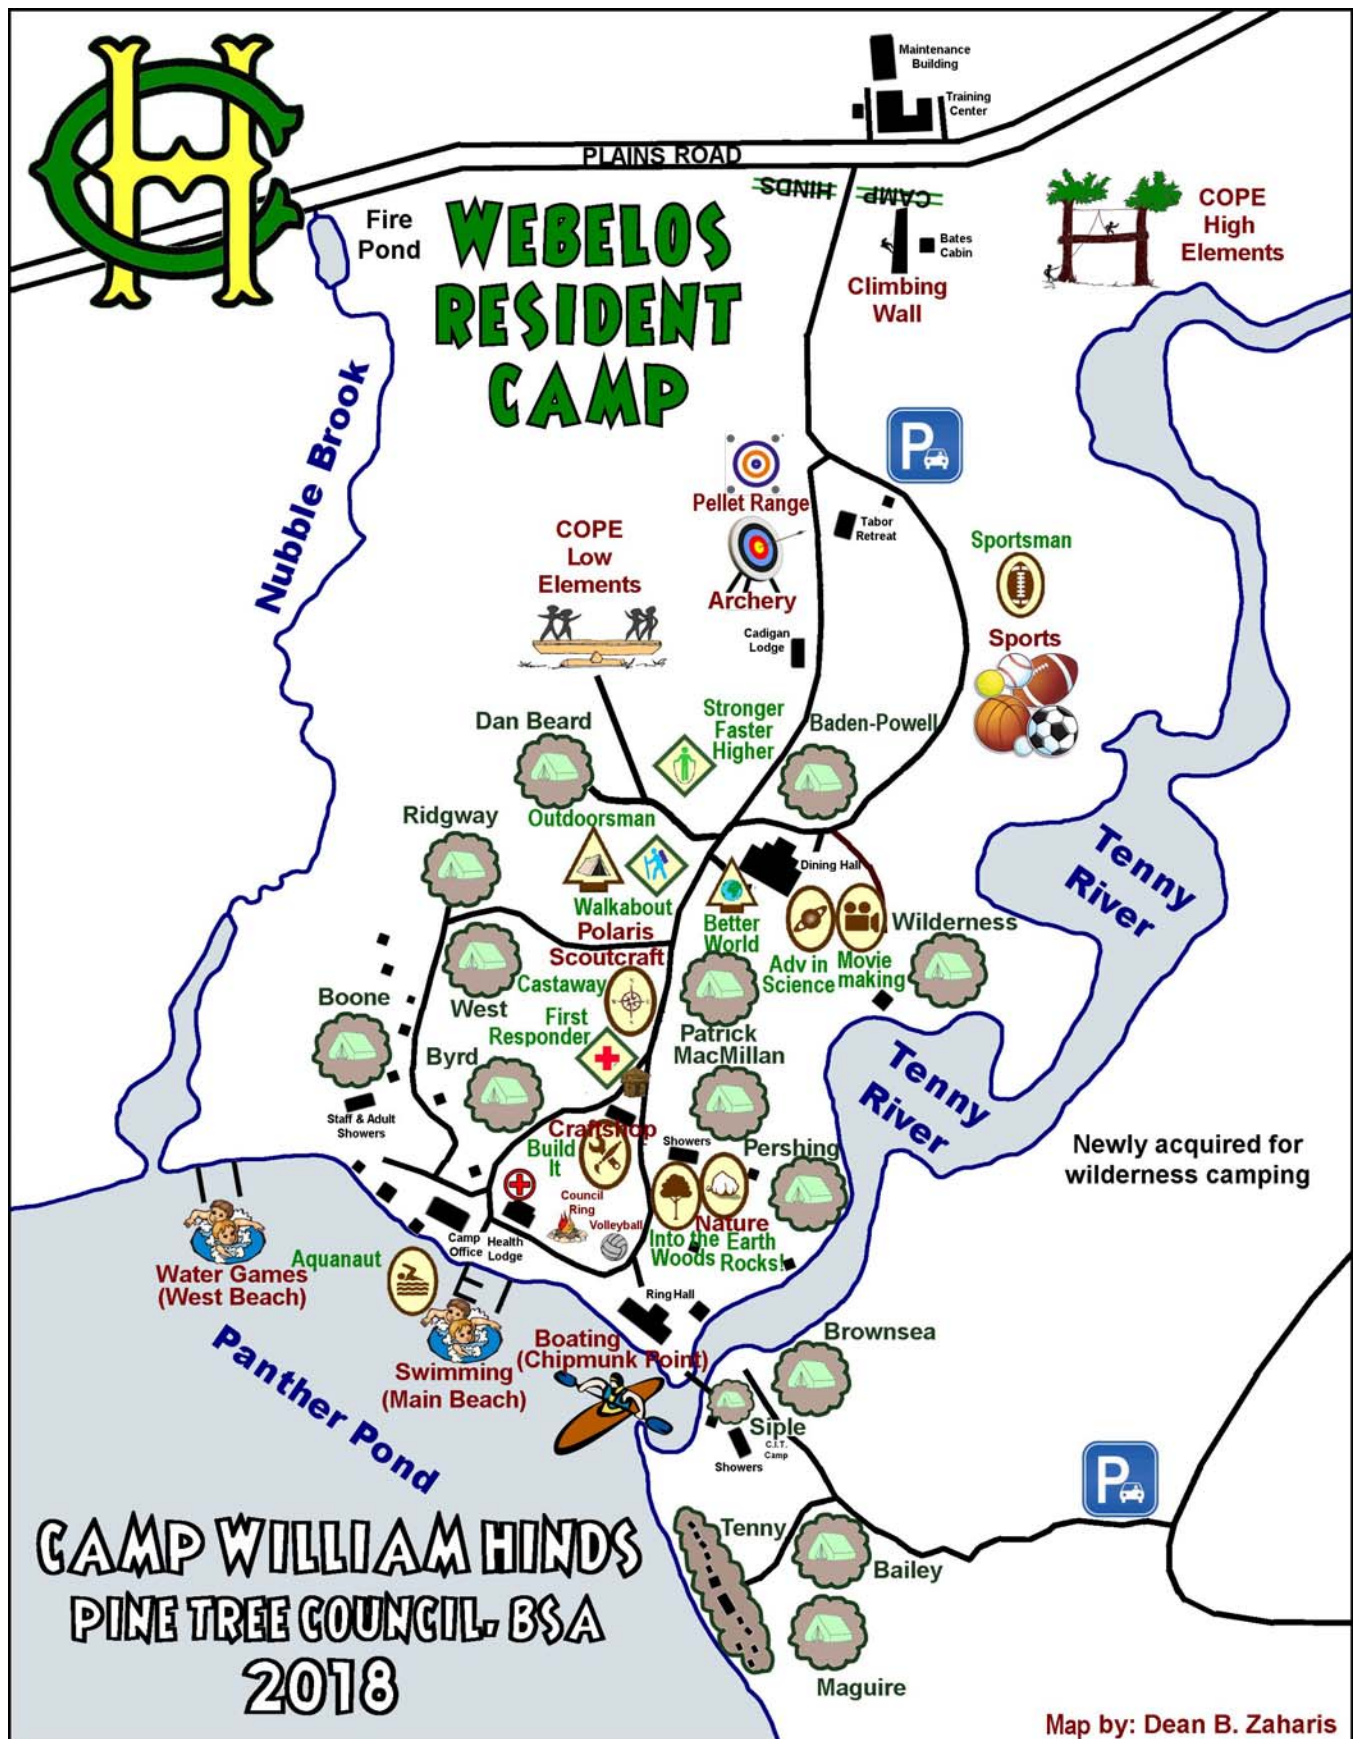 Maintenance
Building
Training
Center
PLAINS ROAD
CAMP HINDS
Fire
Pond
WEBELOS
RESIDENT
CAMP
Bates
Cabin
Climbing
Wall
COPE
High
Elements
Nubble Brook
P
Pellet Range
Tabor
Retreat
COPE
Low
Elements
Archery
Cadigan
Lodge
Sportsman
Sports
Dan Beard
Stronger
Faster
Higher
Baden-Powell
Ridgway
Outdoorsman
Dining Hall
Walkabout
Polaris
Better
World
Wilderness
Adv in
Science
Movie
making
Tenny
River
Scoutcraft
Castaway
West
First
Responder
Boone
Byrd
Patrick
MacMillan
Tenny
River
Staff & Adult
Showers
Craftshop
Build
It
Showers
Pershing
Newly acquired for
wilderness camping
Council
Ring
Volleyball
Nature
Into the
Woods
Earth
Rocks!
Camp
Office
Health
Lodge
Aquanaut
Water Games
(West Beach)
Ring Hall
Panther Pond
Swimming
(Main Beach)
Boating
(Chipmunk Point)
Brownsea
Siple
C.I.T.
Camp
Showers
P
Tenny
Bailey
Maguire
CAMP WILLIAM HINDS
PINE TREE COUNCIL, BSA
2018
Map by: Dean B. Zaharis